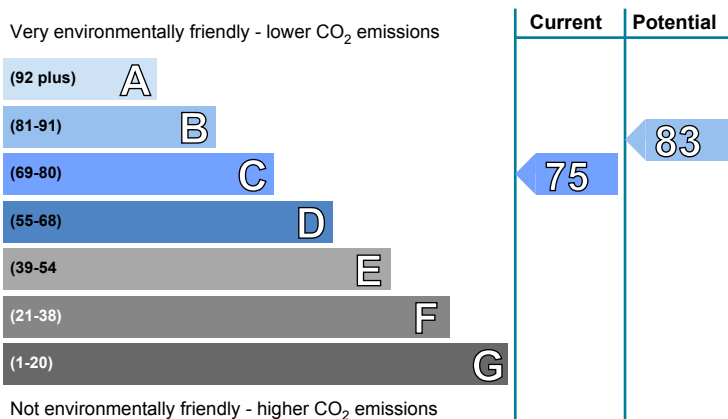 Current Potential
Very environmentally friendly - lower CO2 emissions
(92 plus) A
(81-91) B
83
(69-80) C
75
(55-68) D
(39-54 E
(21-38) F
(1-20) G
Not environmentally friendly - higher CO2 emissions